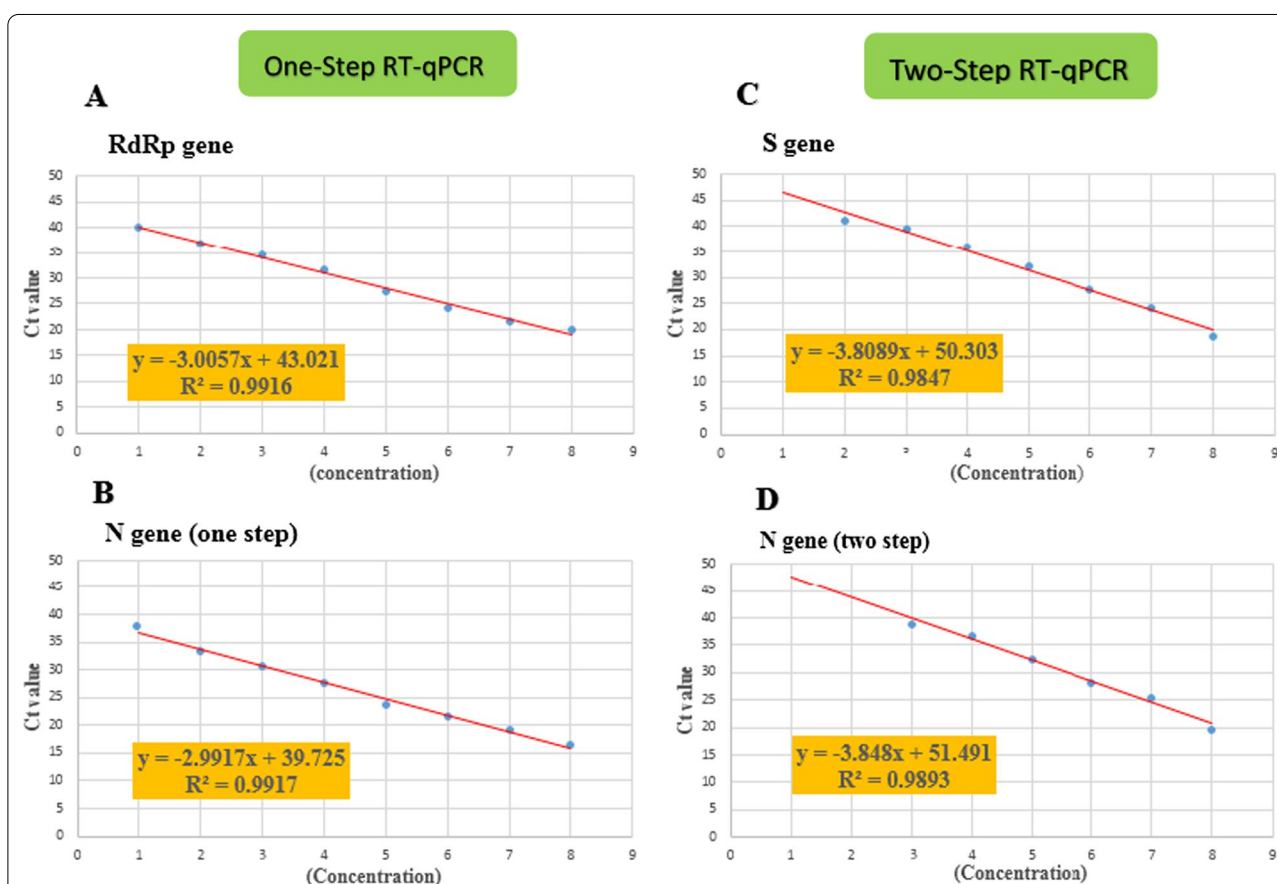 One-Step RT-qPCR
A
RdRp gene
50
45
40
35
30
25
20
15
10
5
0
Ct value
y = -3.0057x + 43.021
R² = 0.9916
0 1 2 3 4 5 6 7 8 9
(concentration)
B
N gene (one step)
50
45
40
35
30
25
20
15
10
5
0
Ct value
y = -2.9917x + 39.725
R² = 0.9917
0 1 2 3 4 5 6 7 8 9
(Concentration)
Two-Step RT-qPCR
C
S gene
50
45
40
35
30
25
20
15
10
5
0
Ct value
y = -3.8089x + 50.303
R² = 0.9847
0 1 2 3 4 5 6 7 8 9
(Concentration)
D
N gene (two step)
50
45
40
35
30
25
20
15
10
5
0
Ct value
y = -3.848x + 51.491
R² = 0.9893
0 1 2 3 4 5 6 7 8 9
(Concentration)